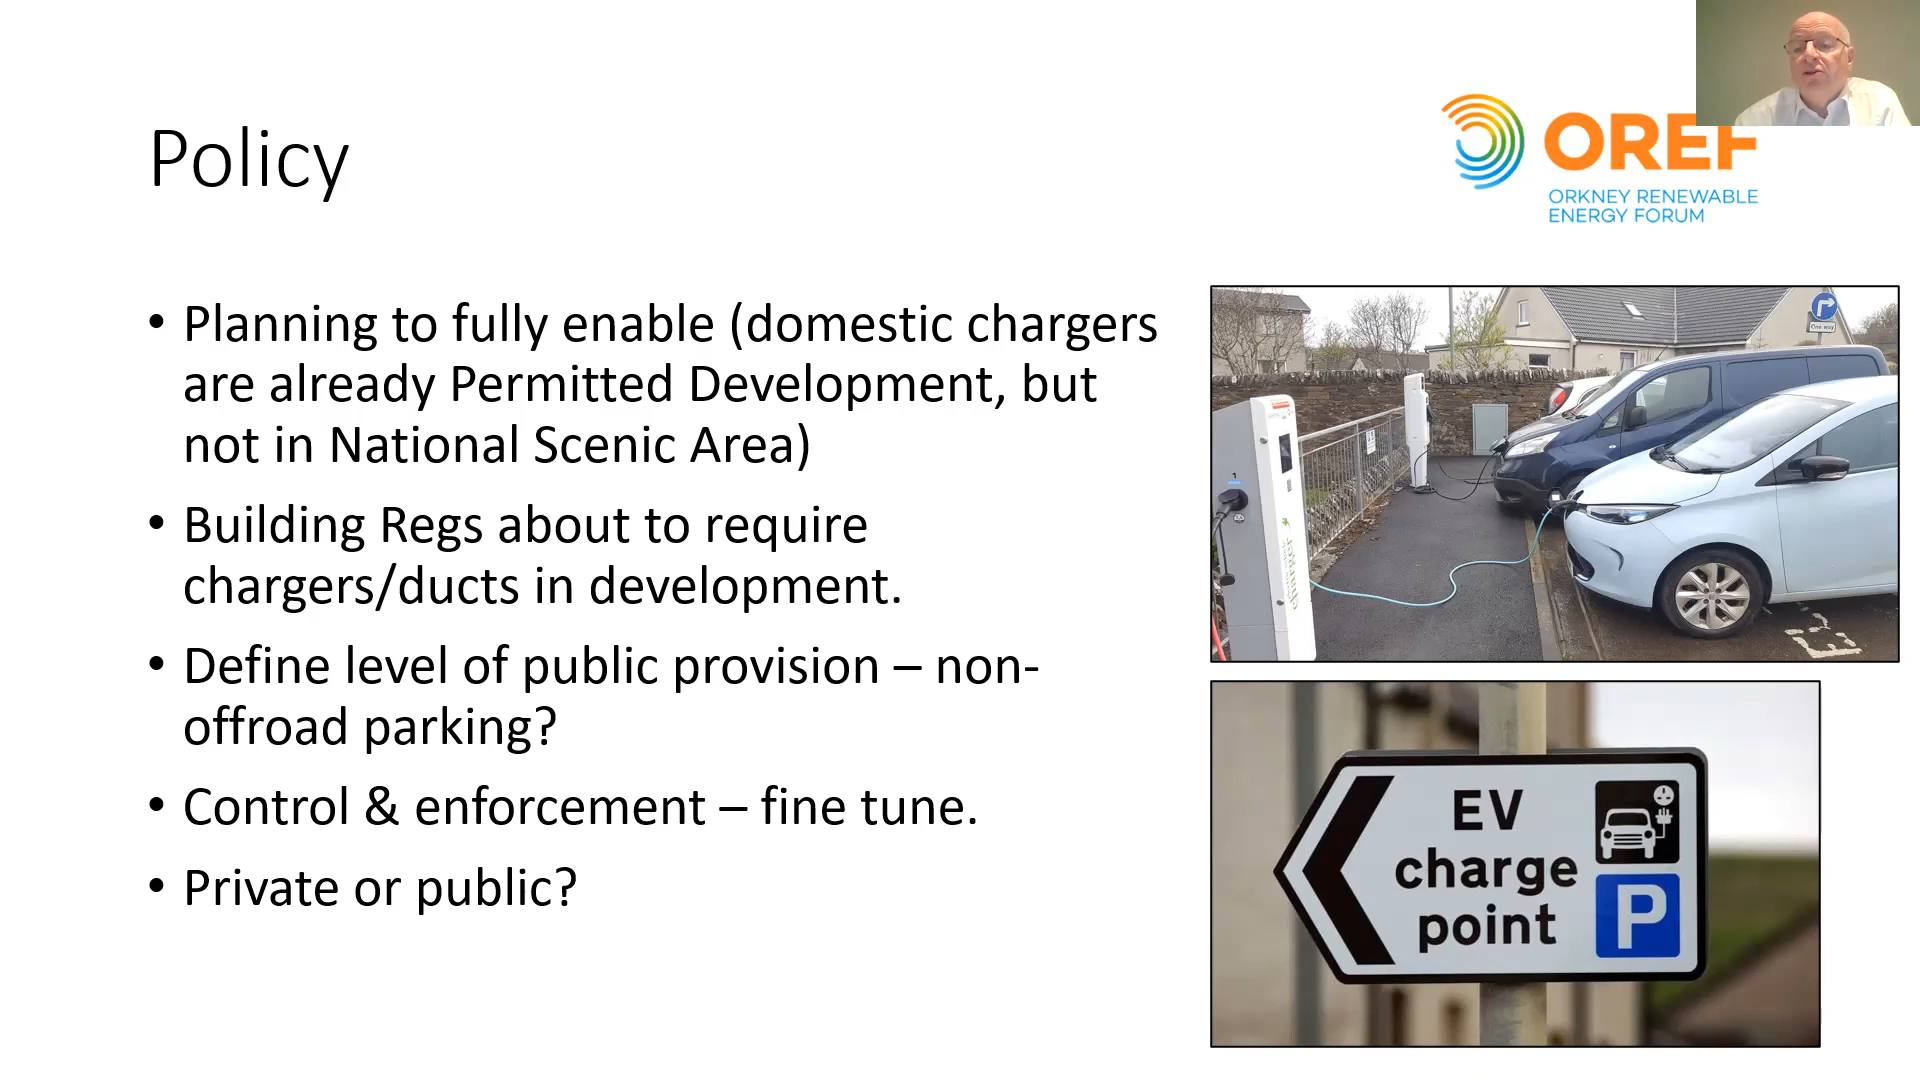 Policy
OREF
ORKNEY RENEWABLE
ENERGY FORUM
• Planning to fully enable (domestic chargers
are already Permitted Development, but
not in National Scenic Area)
• Building Regs about to require
chargers/ducts in development.
• Define level of public provision – non-
offroad parking?
• Control & enforcement – fine tune.
• Private or public?
One way
EV
charge
point
P